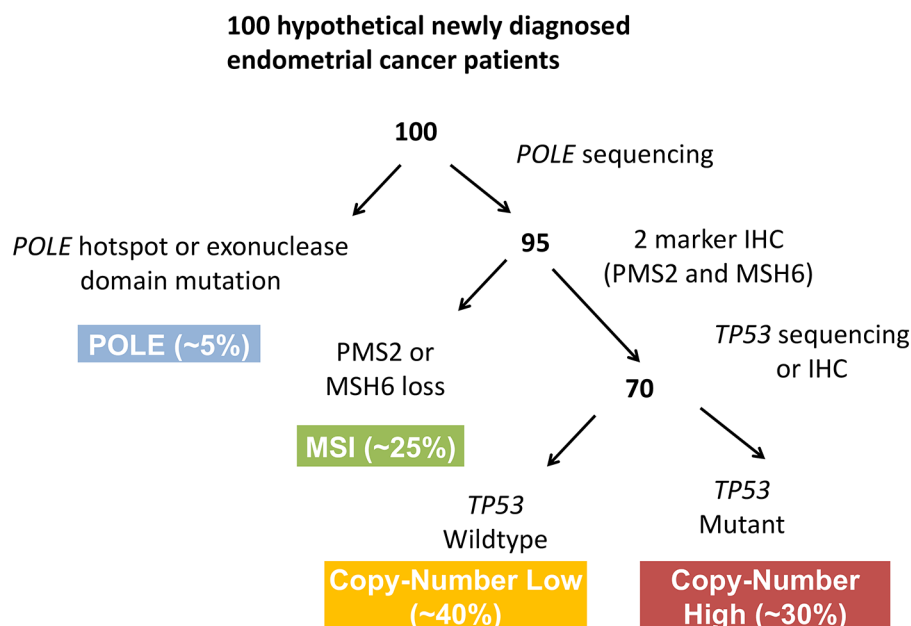 100 hypothetical newly diagnosed
endometrial cancer patients
100
POLE sequencing
POLE hotspot or exonuclease
domain mutation
POLE (~5%)
95
2 marker IHC
(PMS2 and MSH6)
PMS2 or
MSH6 loss
MSI (~25%)
TP53 sequencing
or IHC
70
TP53
Wildtype
Copy-Number Low
(~40%)
TP53
Mutant
Copy-Number
High (~30%)